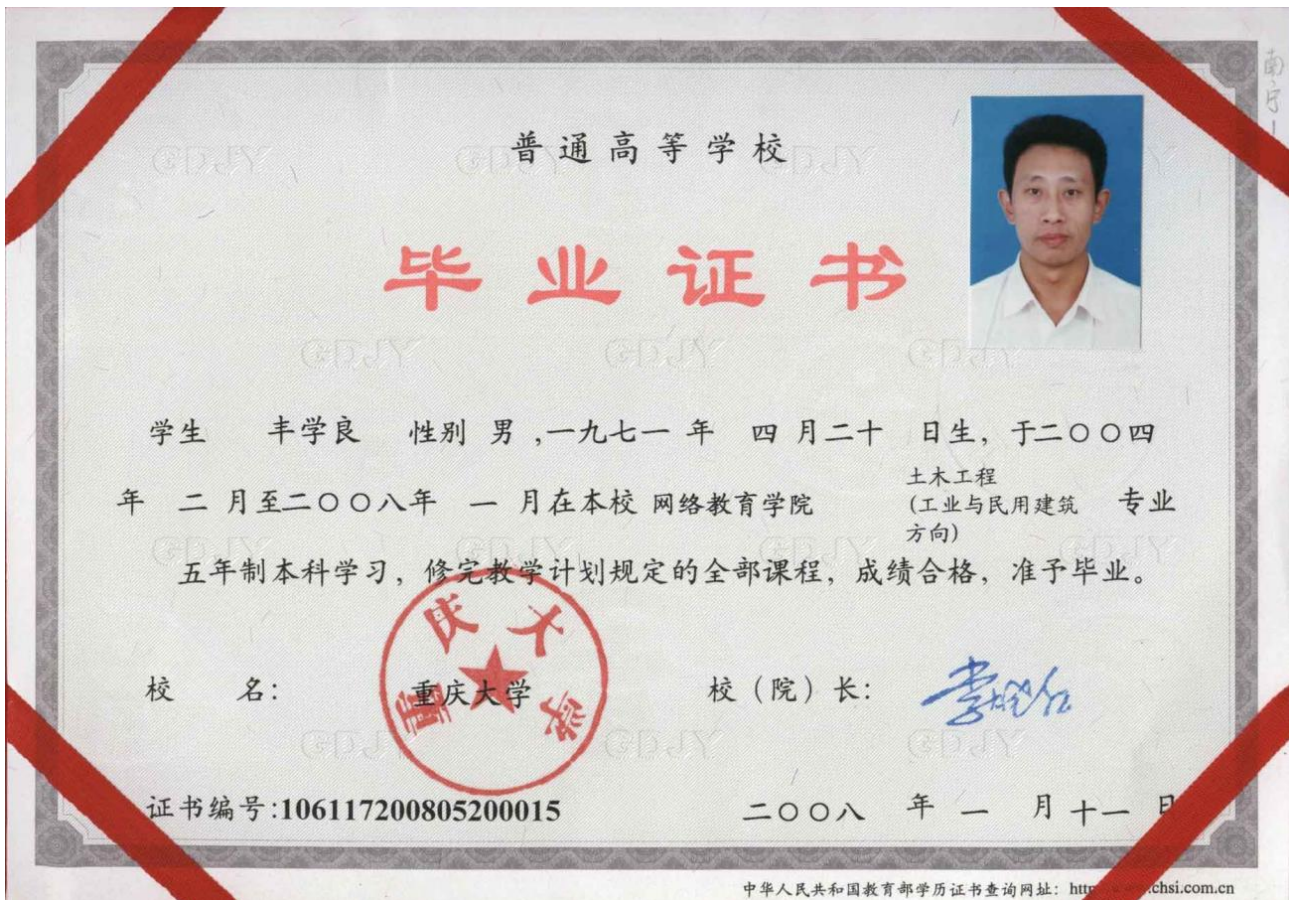 普通高等学校
毕业证书
学生 丰学良 性别 男 ,一九七一 年 四 月二十 日生, 于二〇〇四
年 二 月至二〇〇八年 一 月在本校 网络教育学院 土木工程(工业与民用建筑方向) 专业
五年制本科学习, 修完教学计划规定的全部课程, 成绩合格, 准予毕业。
重庆大学
校 名: 重庆大学 校(院)长:
证书编号:106117200805200015 二〇〇八 年 一 月 十一 日
中华人民共和国教育部学历证书查询网址: .chsi.com.cn
GDJY
南宁